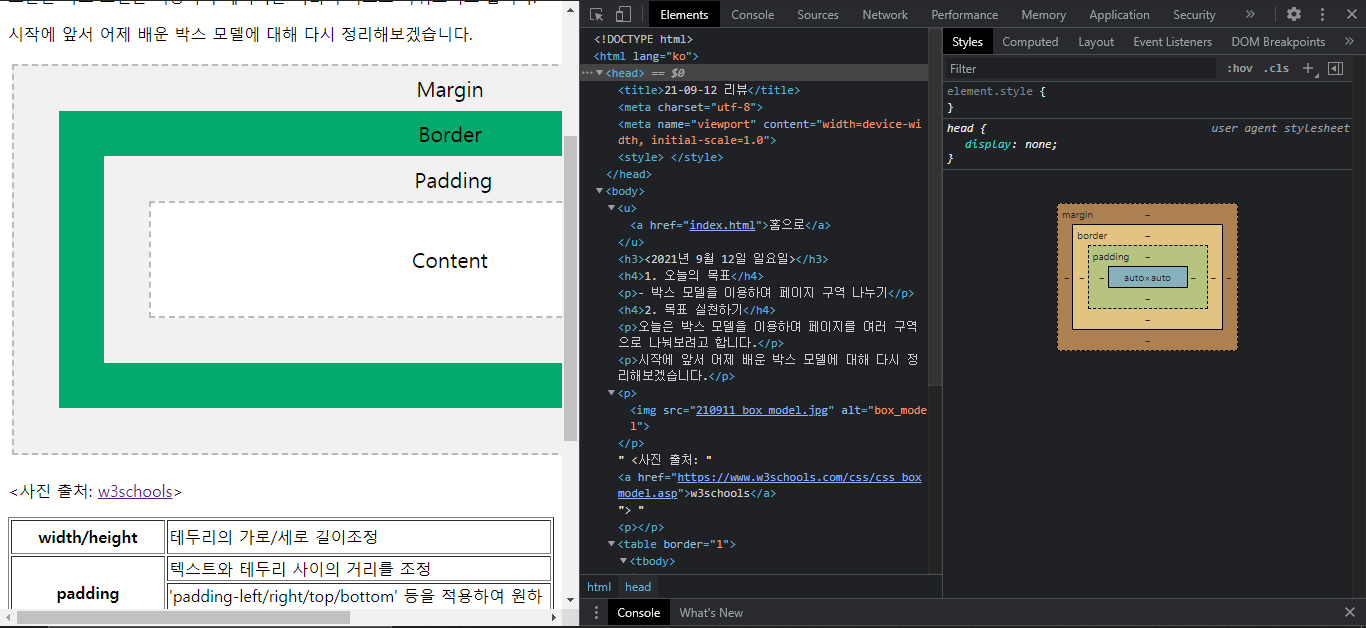 시작에 앞서 어제 배운 박스 모델에 대해 다시 정리해보겠습니다.
Margin
Border
Padding
Content
<사진 출처: w3schools>
width/height 테두리의 가로/세로 길이조정
padding 텍스트와 테두리 사이의 거리를 조정
'padding-left/right/top/bottom' 등을 적용하여 원하
Elements Console Sources Network Performance Memory Application Security »
<!DOCTYPE html>
<html lang="ko">
··· ▼<head> == $0
<title>21-09-12 리뷰</title>
<meta charset="utf-8">
<meta name="viewport" content="width=device-wi
dth, initial-scale=1.0">
<style> </style>
</head>
▼<body>
▼<u>
<a href="index.html">홈으로</a>
</u>
<h3><2021년 9월 12일 일요일></h3>
<h4>1. 오늘의 목표</h4>
<p>- 박스 모델을 이용하여 페이지 구역 나누기</p>
<h4>2. 목표 실천하기</h4>
<p>오늘은 박스 모델을 이용하여 페이지를 여러 구역
으로 나눠보려고 합니다.</p>
<p>시작에 앞서 어제 배운 박스 모델에 대해 다시 정
리해보겠습니다.</p>
▼<p>
<img src="210911_box_model.jpg" alt="box_mode
l">
</p>
" <사진 출처: "
<a href="https://www.w3schools.com/css/css_box
model.asp">w3schools</a>
"> "
<p></p>
▼<table border="1">
▼<tbody>
html head
Styles Computed Layout Event Listeners DOM Breakpoints »
Filter :hov .cls +
element.style {
}
head { user agent stylesheet
display: none;
}
margin -
border -
padding -
- - - auto×auto - - -
-
-
-
Console What's New